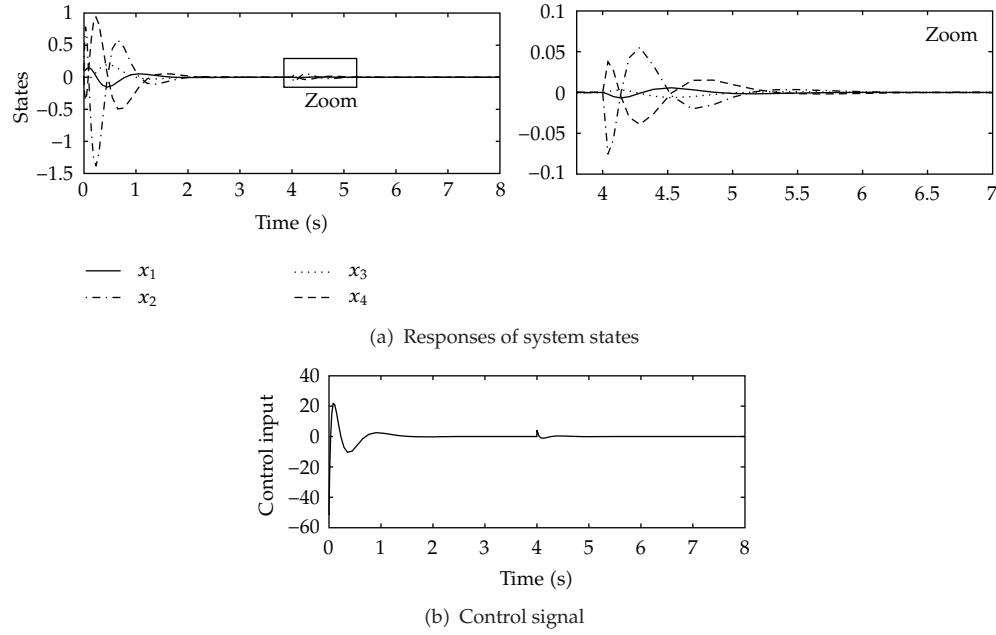 1
0.5
0
−0.5
−1
−1.5
States
Zoom
0 1 2 3 4 5 6 7 8
Time (s)
0.1
0.05
0
−0.05
−0.1
Zoom
4 4.5 5 5.5 6 6.5 7
x1 x3
x2 x4
(a) Responses of system states
40
20
0
−20
−40
−60
Control input
0 1 2 3 4 5 6 7 8
Time (s)
(b) Control signal